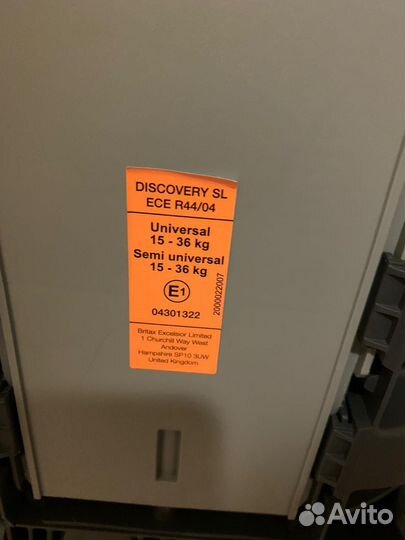 DISCOVERY SL
ECE R44/04
Universal
15 - 36 kg
Semi universal
15 - 36 kg
E1
04301322
2000022007
Britax Excelsior Limited
1 Churchill Way West
Andover
Hampshire SP10 3UW
United Kingdom
Avito